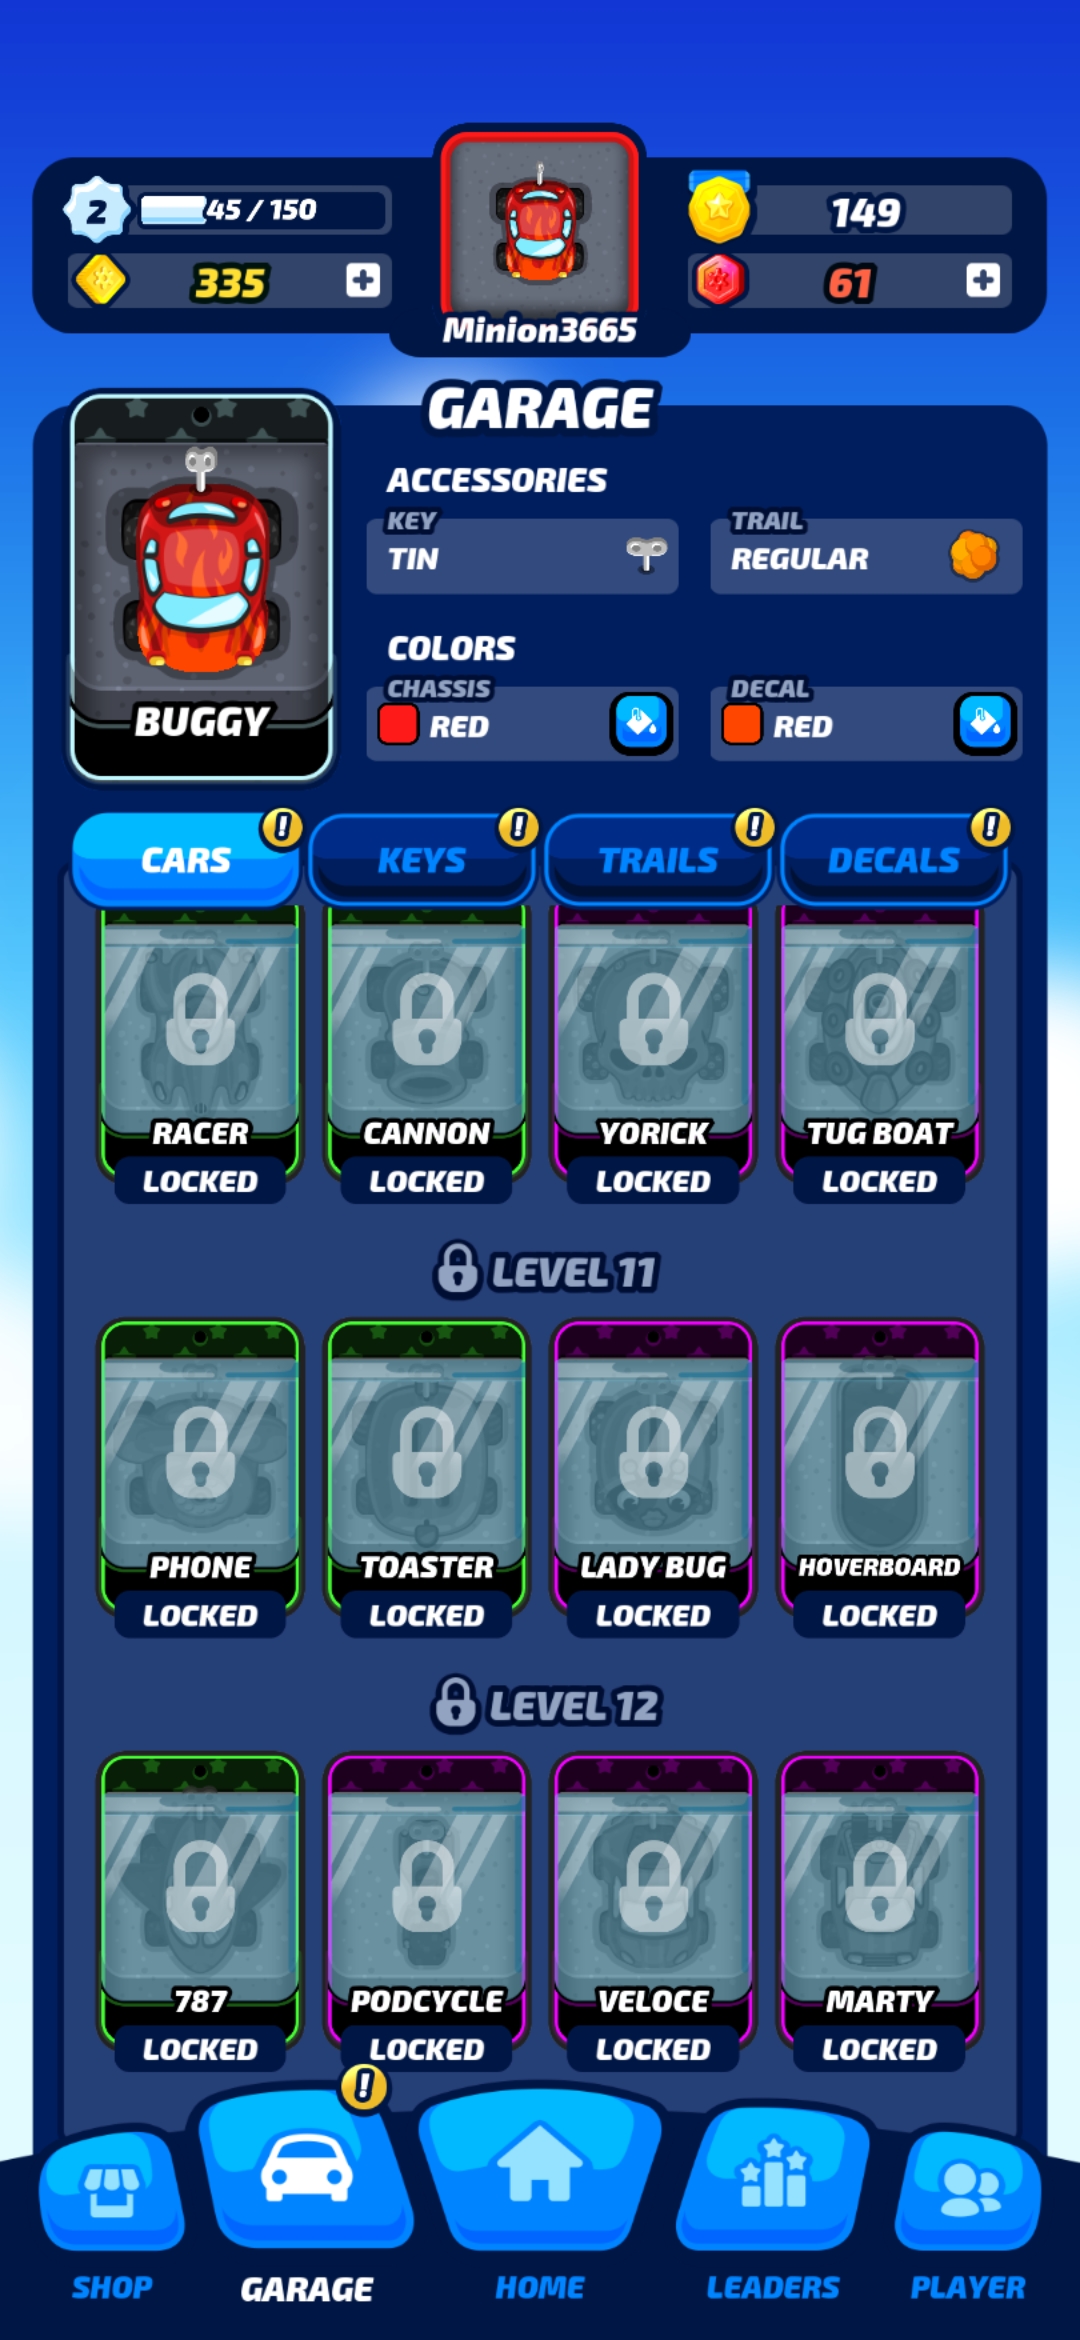 2
45 / 150
149
335
61
Minion3665
GARAGE
BUGGY
ACCESSORIES
KEY
TIN
TRAIL
REGULAR
COLORS
CHASSIS
RED
DECAL
RED
CARS
KEYS
TRAILS
DECALS
RACER
CANNON
YORICK
TUG BOAT
LOCKED
LOCKED
LOCKED
LOCKED
LEVEL 11
PHONE
TOASTER
LADY BUG
HOVERBOARD
LOCKED
LOCKED
LOCKED
LOCKED
LEVEL 12
787
PODCYCLE
VELOCE
MARTY
LOCKED
LOCKED
LOCKED
LOCKED
SHOP
GARAGE
HOME
LEADERS
PLAYER